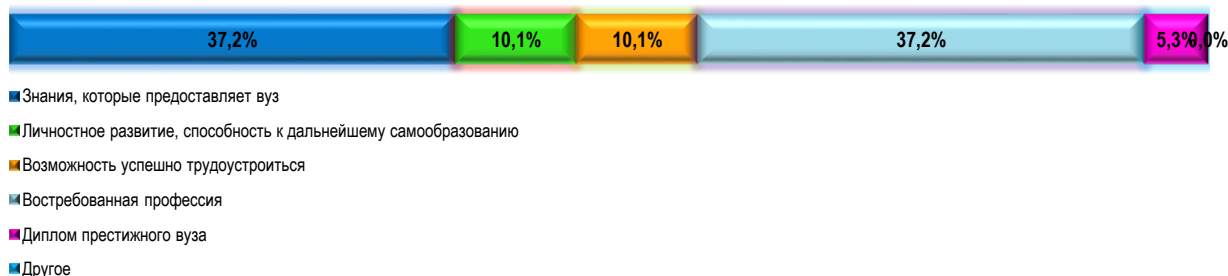 37,2% 10,1% 10,1% 37,2% 5,3% 0,0%
Знания, которые предоставляет вуз
Личностное развитие, способность к дальнейшему самообразованию
Возможность успешно трудоустроиться
Востребованная профессия
Диплом престижного вуза
Другое